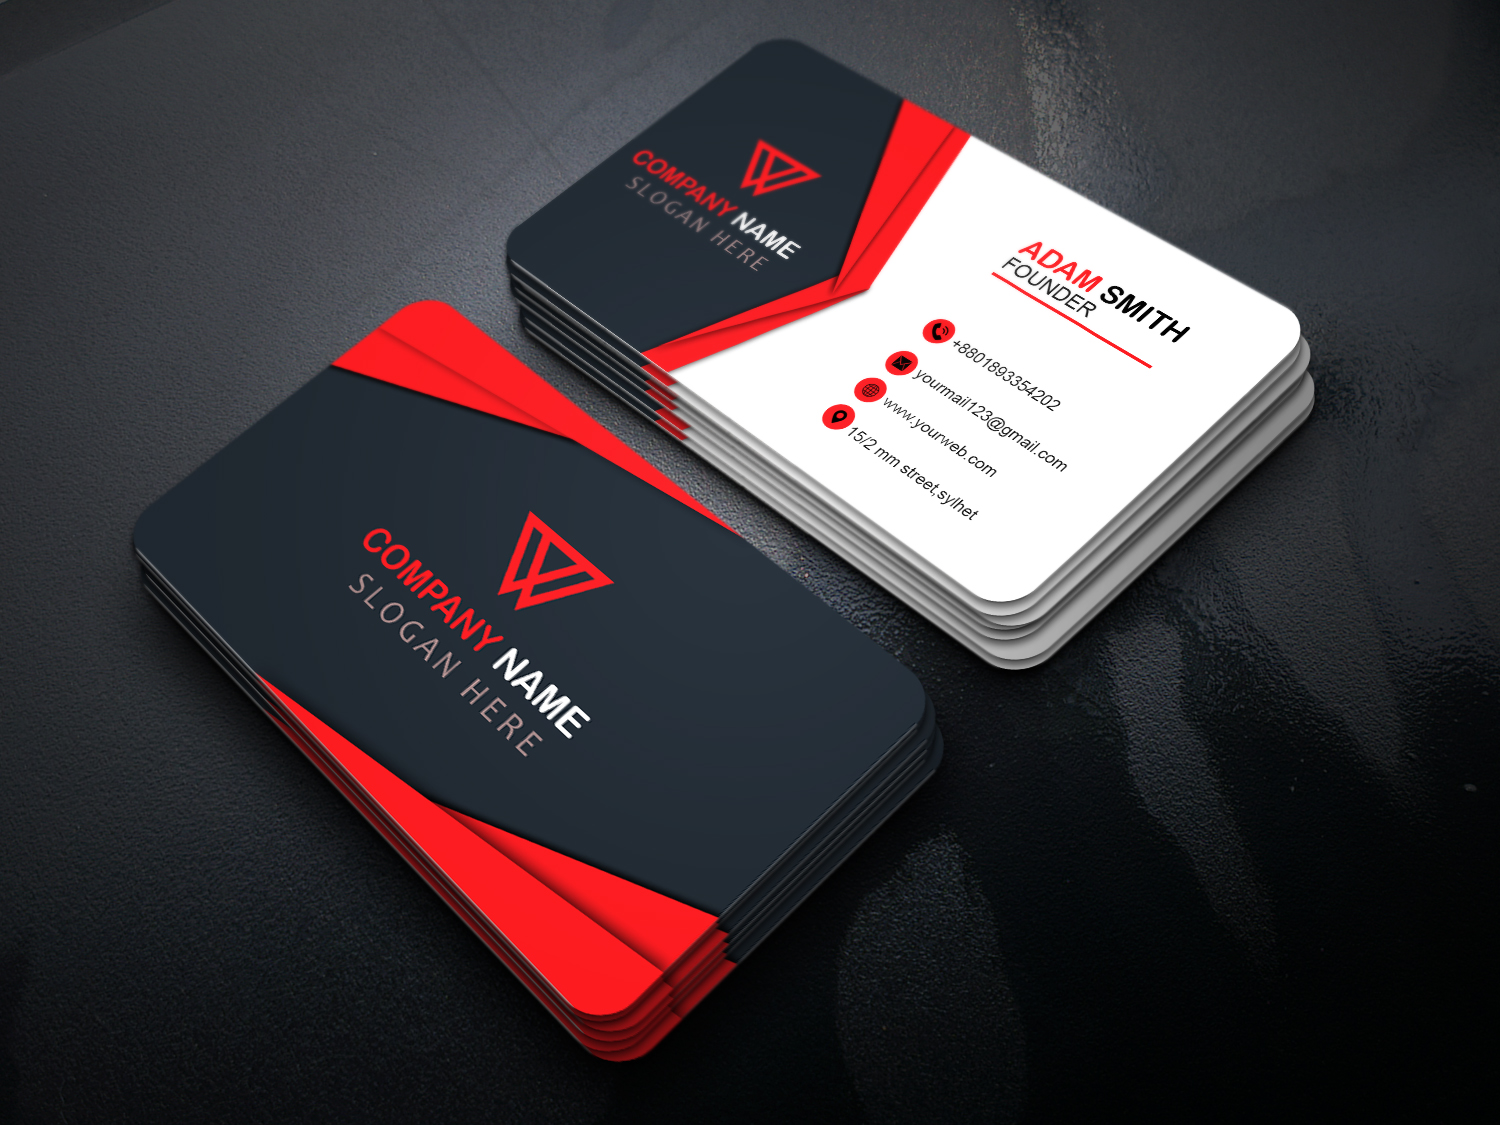 COMPANY NAME
SLOGAN HERE
ADAM SMITH
FOUNDER
+8801893354202
yourmail123@gmail.com
www.yourweb.com
15/2 mm street,sylhet
COMPANY NAME
SLOGAN HERE